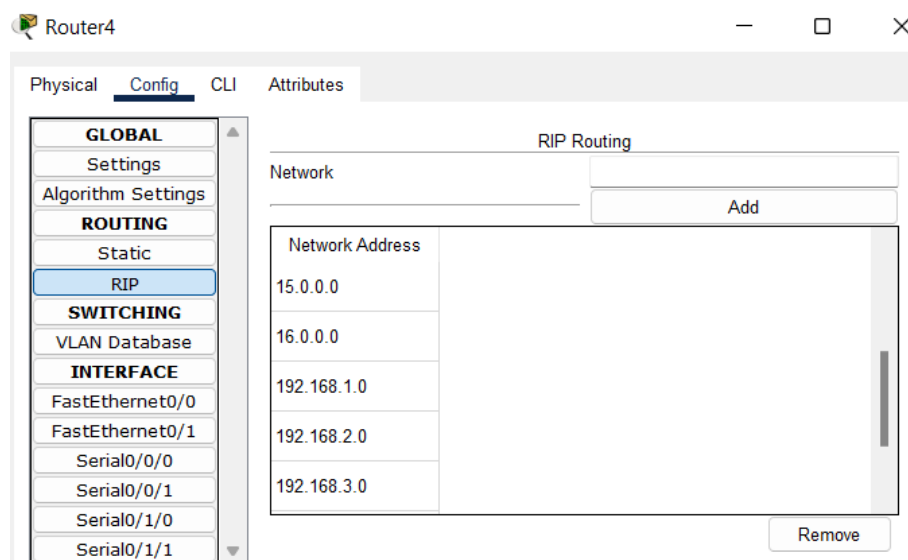 Router4
Physical Config CLI Attributes
GLOBAL
Settings
Algorithm Settings
ROUTING
Static
RIP
SWITCHING
VLAN Database
INTERFACE
FastEthernet0/0
FastEthernet0/1
Serial0/0/0
Serial0/0/1
Serial0/1/0
Serial0/1/1
RIP Routing
Network
Add
Network Address
15.0.0.0
16.0.0.0
192.168.1.0
192.168.2.0
192.168.3.0
Remove